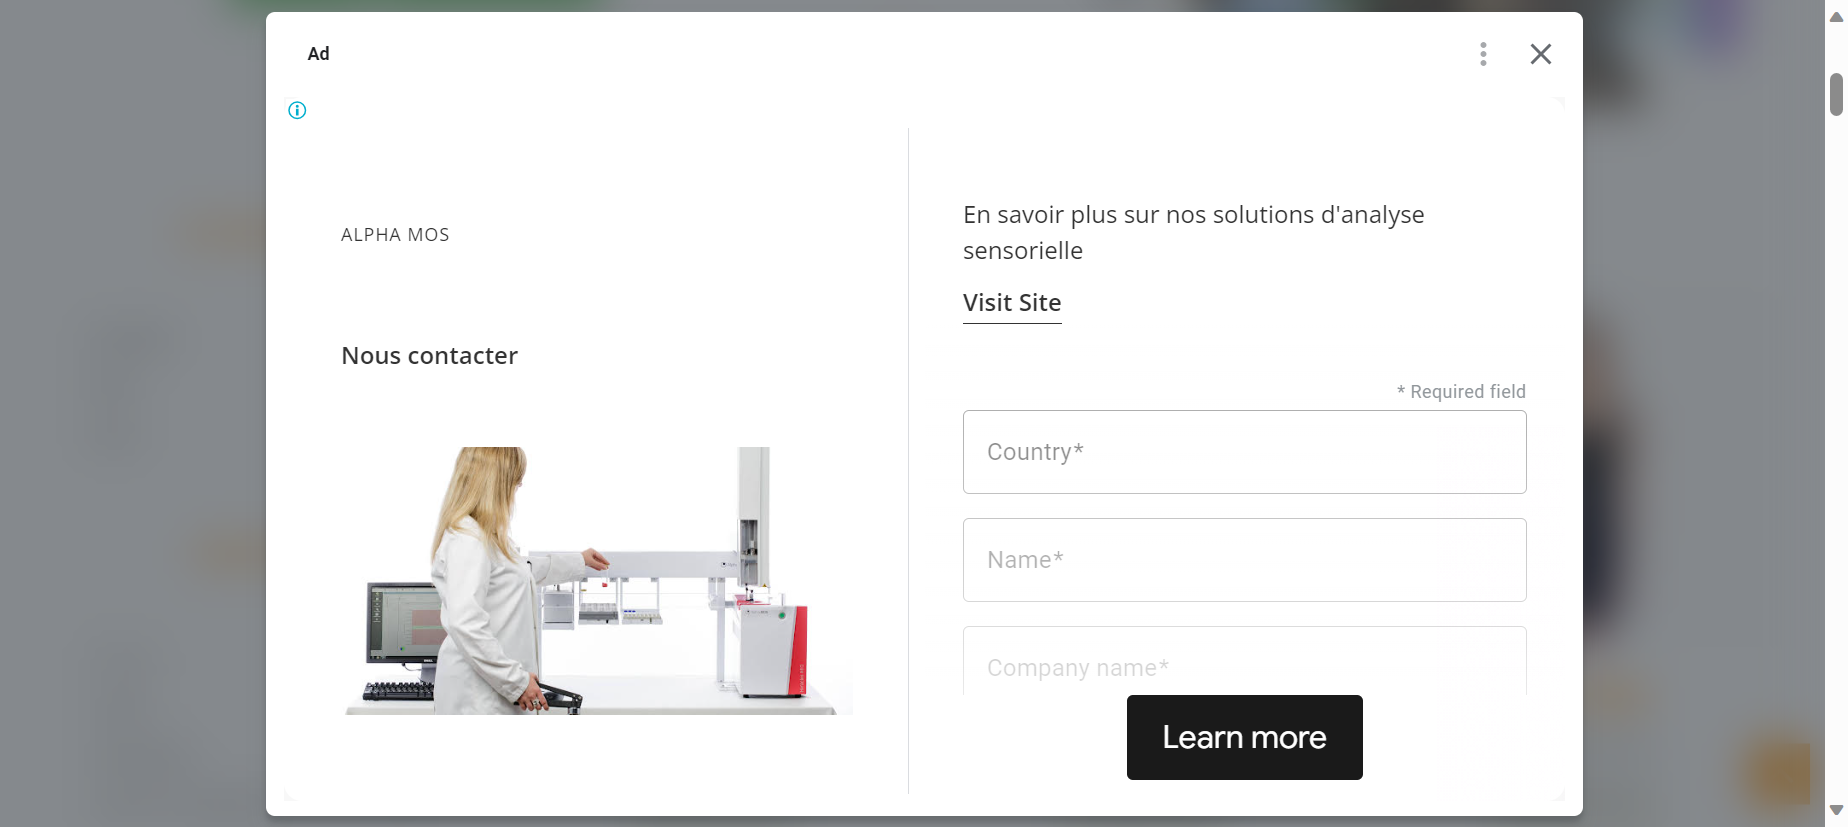 Ad
ALPHA MOS
Nous contacter
En savoir plus sur nos solutions d'analyse
sensorielle
Visit Site
* Required field
Country*
Name*
Company name*
Learn more